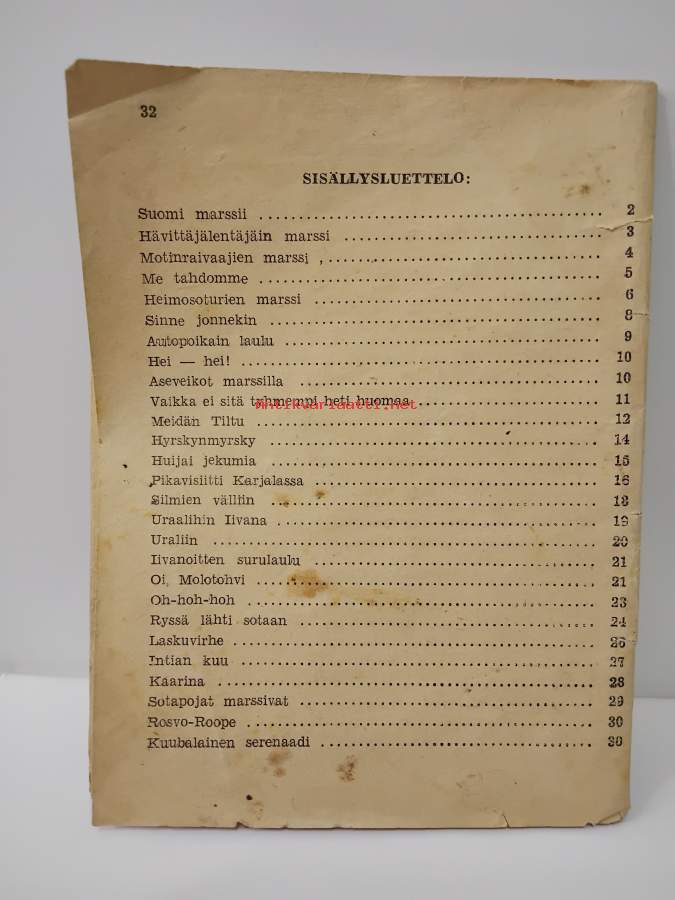 32
SISÄLLYSLUETTELO:
Suomi marssii ........................................ 2
Hävittäjälentäjäin marssi .............................. 3
Motinraivaajien marssi , ............................... 4
Me tahdomme ........................................ 5
Heimosoturien marssi ................................. 6
Sinne jonnekin ....................................... 8
Autopoikain laulu ..................................... 9
Hei — hei! ........................................... 10
Aseveikot marssilla ................................... 10
Vaikka ei sitä tyhmempi heti huomaa .................... 11
antikvariaatti.net
Meidän Tiltu ......................................... 12
Hyrskynmyrsky ....................................... 14
Huijai jekumia ....................................... 15
Pikavisiitti Karjalassa ................................. 16
Silmien välliin ........................................ 18
Uraalihin Iivana ...................................... 19
Uraliin .............................................. 20
Iivanoitten surulaulu .................................. 21
Oi, Molotohvi ........................................ 21
Oh-hoh-hoh .......................................... 23
Ryssä lähti sotaan .................................... 24
Laskuvirhe ........................................... 26
Intian kuu ........................................... 27
Kaarina ............................................. 28
Sotapojat marssivat ................................... 29
Rosvo-Roope ......................................... 30
Kuubalainen serenaadi ................................. 30